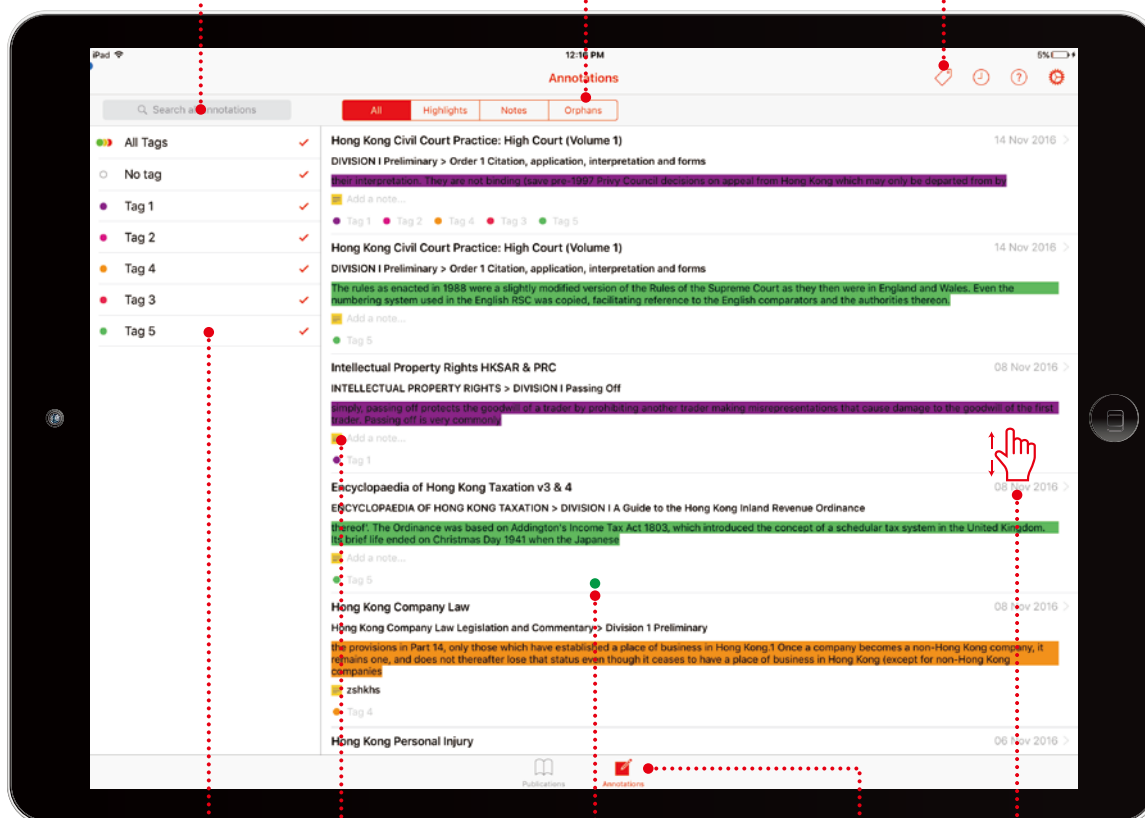 iPad
12:16 PM
5%
Annotations
Search all annotations
All
Highlights
Notes
Orphans
All Tags
No tag
Tag 1
Tag 2
Tag 4
Tag 3
Tag 5
Hong Kong Civil Court Practice: High Court (Volume 1)
14 Nov 2016
DIVISION I Preliminary > Order 1 Citation, application, interpretation and forms
their interpretation. They are not binding (save pre-1997 Privy Council decisions on appeal from Hong Kong which may only be departed from by
Add a note...
Tag 1 Tag 2 Tag 4 Tag 3 Tag 5
Hong Kong Civil Court Practice: High Court (Volume 1)
14 Nov 2016
DIVISION I Preliminary > Order 1 Citation, application, interpretation and forms
The rules as enacted in 1988 were a slightly modified version of the Rules of the Supreme Court as they then were in England and Wales. Even the
numbering system used in the English RSC was copied, facilitating reference to the English comparators and the authorities thereon.
Add a note...
Tag 5
Intellectual Property Rights HKSAR & PRC
08 Nov 2016
INTELLECTUAL PROPERTY RIGHTS > DIVISION I Passing Off
simply, passing off protects the goodwill of a trader by prohibiting another trader making misrepresentations that cause damage to the goodwill of the first
trader. Passing off is very commonly
Add a note...
Tag 1
Encyclopaedia of Hong Kong Taxation v3 & 4
08 Nov 2016
ENCYCLOPAEDIA OF HONG KONG TAXATION > DIVISION I A Guide to the Hong Kong Inland Revenue Ordinance
thereof'. The Ordinance was based on Addington's Income Tax Act 1803, which introduced the concept of a schedular tax system in the United Kingdom.
Its brief life ended on Christmas Day 1941 when the Japanese
Add a note...
Tag 5
Hong Kong Company Law
08 Nov 2016
Hong Kong Company Law Legislation and Commentary > Division 1 Preliminary
the provisions in Part 14, only those which have established a place of business in Hong Kong.1 Once a company becomes a non-Hong Kong company, it
remains one, and does not thereafter lose that status even though it ceases to have a place of business in Hong Kong (except for non-Hong Kong
companies
zshkhs
Tag 4
Hong Kong Personal Injury
06 Nov 2016
Publications
Annotations